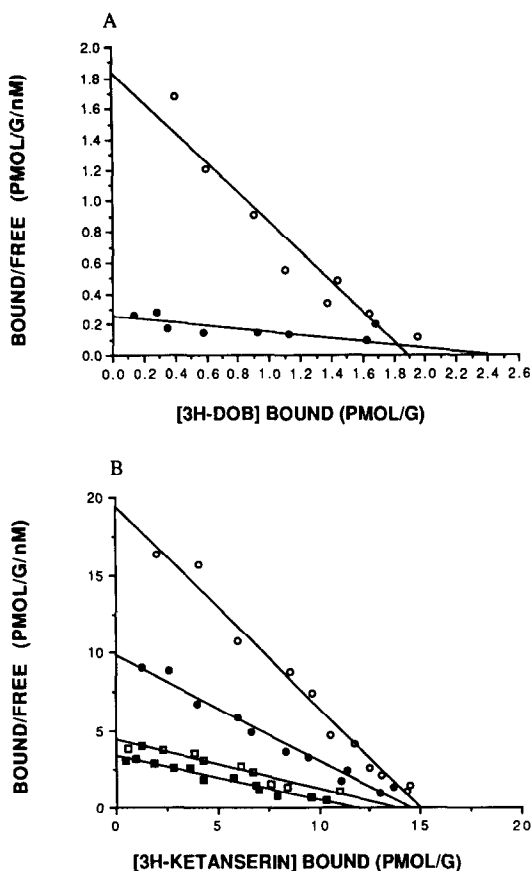 A
BOUND/FREE (PMOL/G/nM)
2.0
1.8
1.6
1.4
1.2
1.0
0.8
0.6
0.4
0.2
0.0
0.0 0.2 0.4 0.6 0.8 1.0 1.2 1.4 1.6 1.8 2.0 2.2 2.4 2.6
[3H-DOB] BOUND (PMOL/G)
B
BOUND/FREE (PMOL/G/nM)
20
15
10
5
0
0 5 10 15 20
[3H-KETANSERIN] BOUND (PMOL/G)